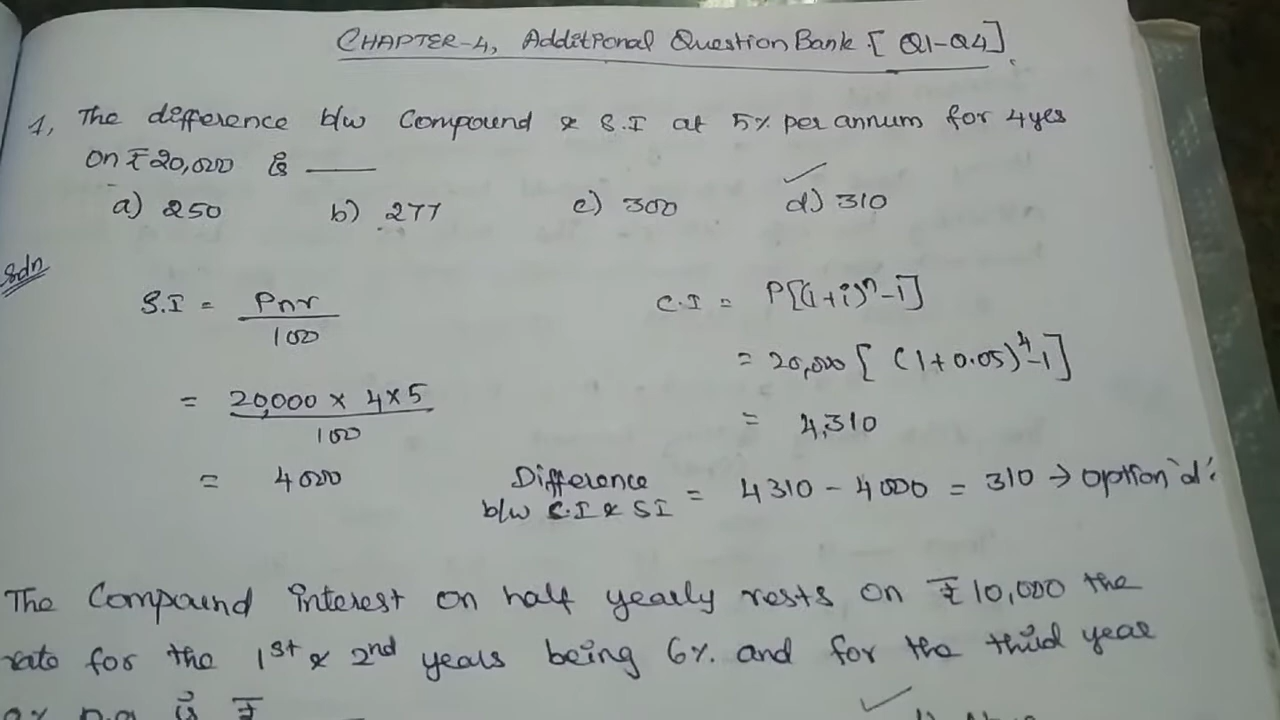 CHAPTER-4, Additional Question Bank [Q1-Q4]
1, The difference b/w Compound & S.I at 5% per annum for 4yes
on ₹20,000 is ____
a) 250 b) 277 c) 300 d) 310
Soln
S.I = Pnr/100
C.I = P[(1+i)ⁿ-1]
= 20,000 [(1+0.05)⁴-1]
= 20,000 × 4×5/100
= 4,310
= 4000
Difference b/w C.I & SI = 4310 - 4000 = 310 → option 'd'
The Compound interest on half yearly rests on ₹10,000 the
rate for the 1st & 2nd years being 6% and for the third year
p.a is ₹